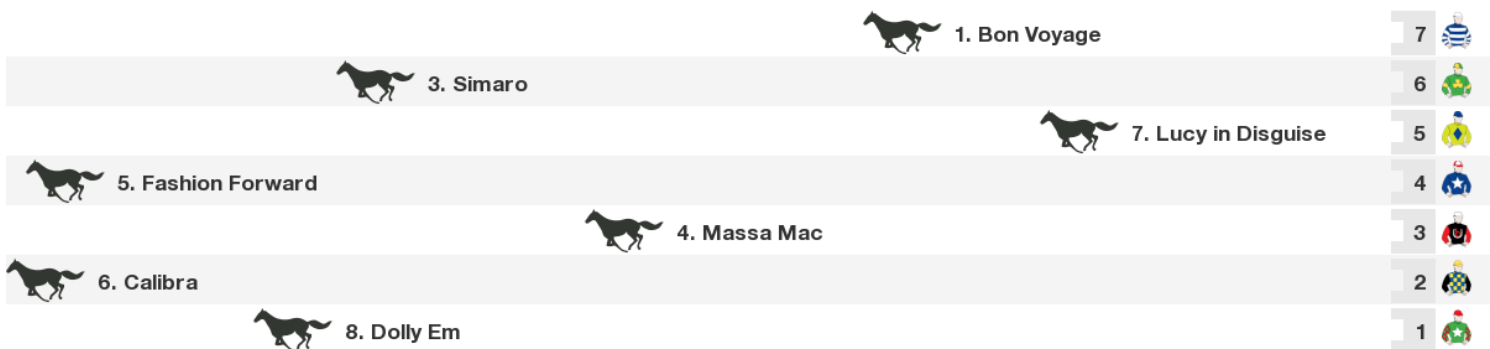 1. Bon Voyage 7
3. Simaro 6
7. Lucy in Disguise 5
5. Fashion Forward 4
4. Massa Mac 3
6. Calibra 2
8. Dolly Em 1